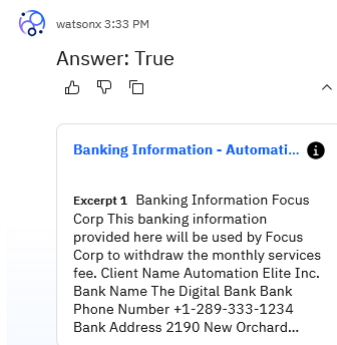 watsonx 3:33 PM
Answer: True
Banking Information - Automati...
Excerpt 1 Banking Information Focus
Corp This banking information
provided here will be used by Focus
Corp to withdraw the monthly services
fee. Client Name Automation Elite Inc.
Bank Name The Digital Bank Bank
Phone Number +1-289-333-1234
Bank Address 2190 New Orchard...